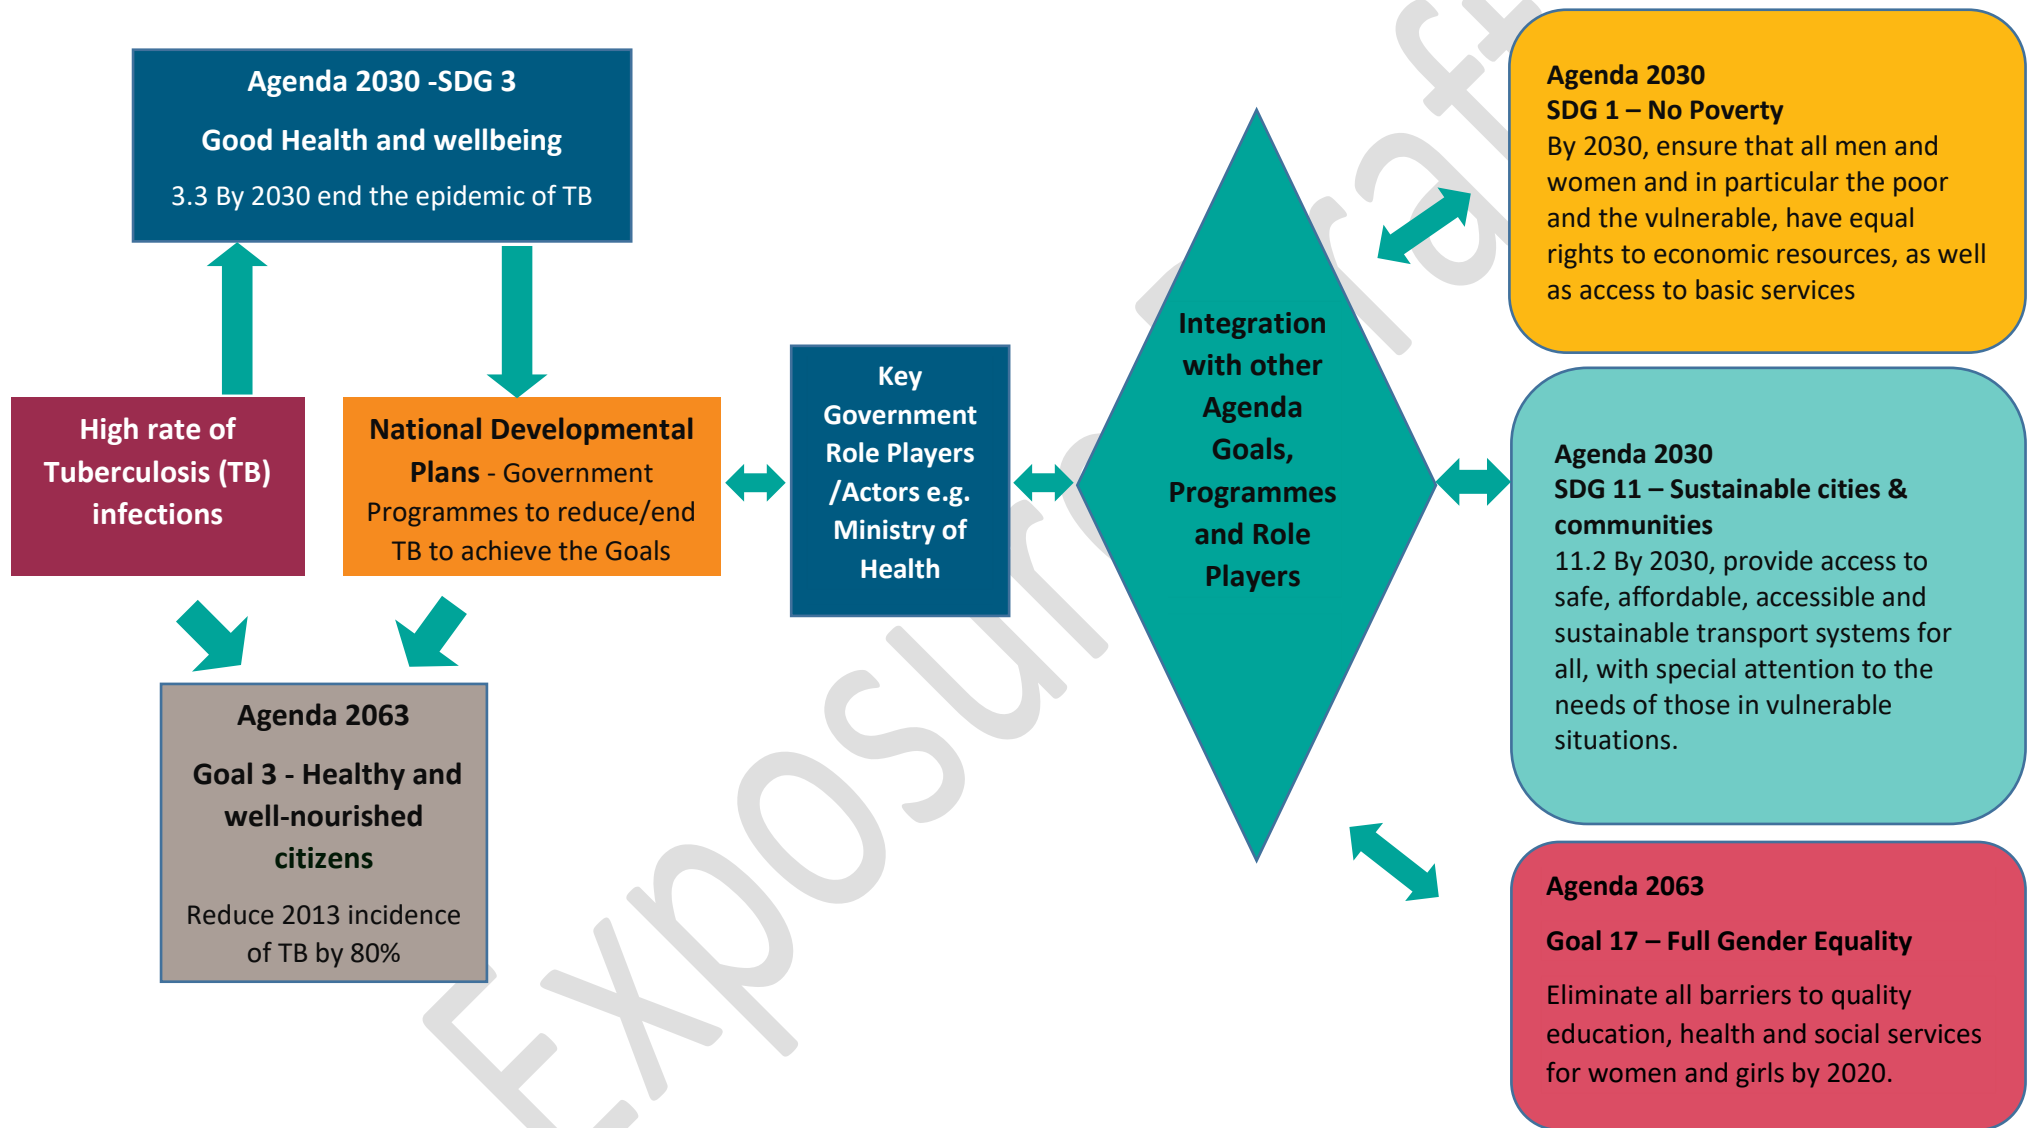 Agenda 2030 -SDG 3
Good Health and wellbeing
3.3 By 2030 end the epidemic of TB
High rate of
Tuberculosis (TB)
infections
National Developmental
Plans - Government
Programmes to reduce/end
TB to achieve the Goals
Agenda 2063
Goal 3 - Healthy and
well-nourished
citizens
Reduce 2013 incidence
of TB by 80%
Key
Government
Role Players
/Actors e.g.
Ministry of
Health
Integration
with other
Agenda
Goals,
Programmes
and Role
Players
Agenda 2030
SDG 1 – No Poverty
By 2030, ensure that all men and
women and in particular the poor
and the vulnerable, have equal
rights to economic resources, as well
as access to basic services
Agenda 2030
SDG 11 – Sustainable cities &
communities
11.2 By 2030, provide access to
safe, affordable, accessible and
sustainable transport systems for
all, with special attention to the
needs of those in vulnerable
situations.
Agenda 2063
Goal 17 – Full Gender Equality
Eliminate all barriers to quality
education, health and social services
for women and girls by 2020.
Exposure Draft